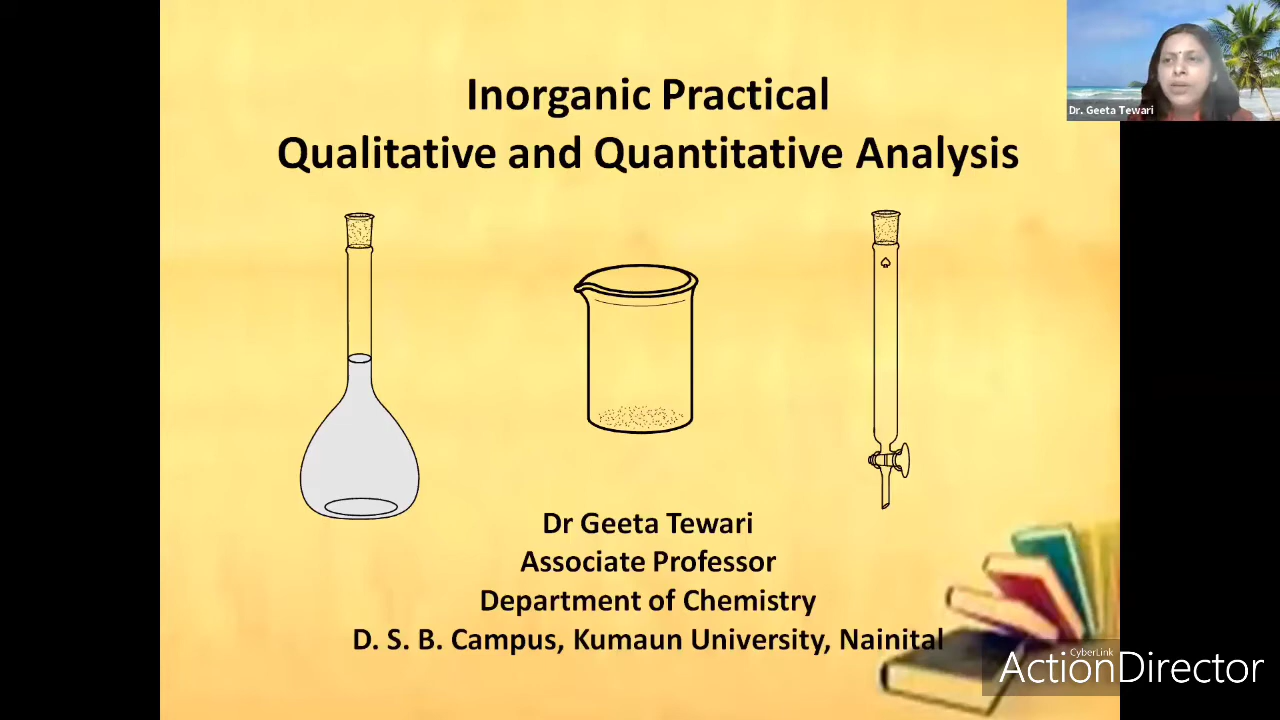 Inorganic Practical
Qualitative and Quantitative Analysis
Dr. Geeta Tewari
Dr Geeta Tewari
Associate Professor
Department of Chemistry
D. S. B. Campus, Kumaun University, Nainital
CyberLink
ActionDirector